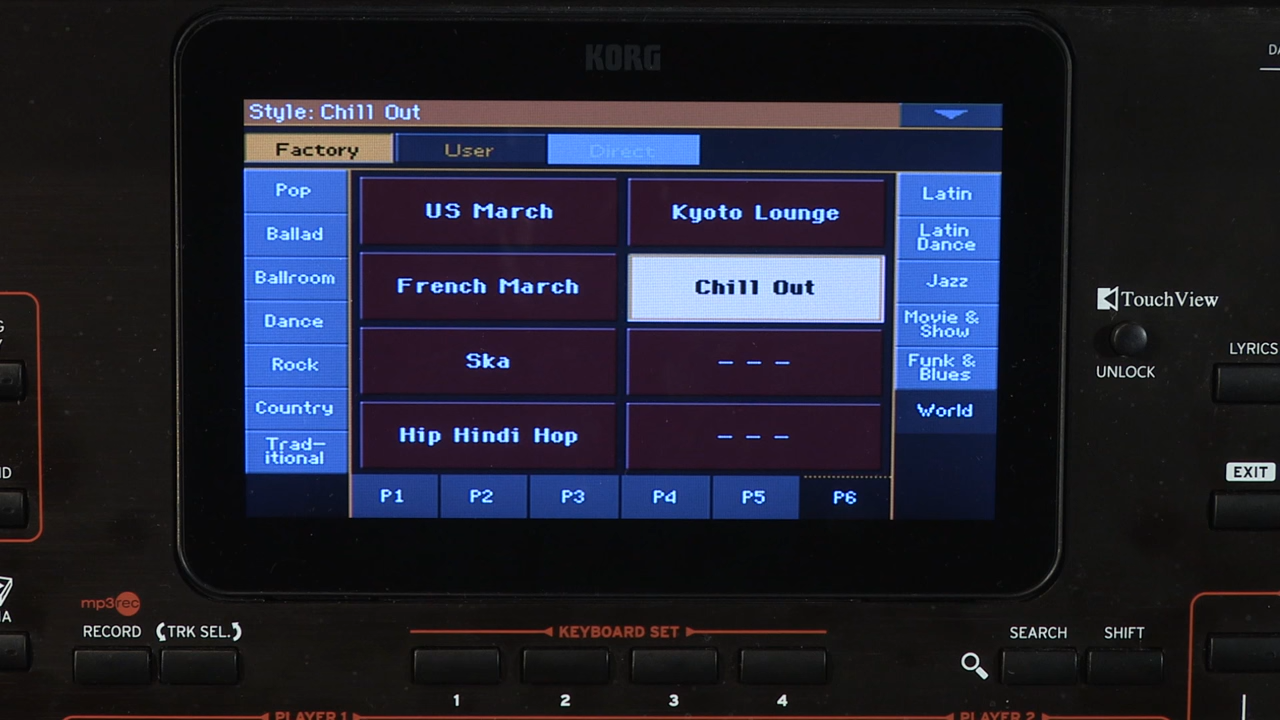 KORG
DA
Style: Chill Out
Factory
User
Direct
Pop
Ballad
Ballroom
Dance
Rock
Country
Trad-
itional
US March
Kyoto Lounge
French March
Chill Out
Ska
- - -
Hip Hindi Hop
- - -
Latin
Latin
Dance
Jazz
Movie &
Show
Funk &
Blues
World
P1
P2
P3
P4
P5
P6
TouchView
UNLOCK
LYRICS
EXIT
mp3rec
RECORD
TRK SEL.
KEYBOARD SET
1
2
3
4
SEARCH
SHIFT
PLAYER 1
PLAYER 2